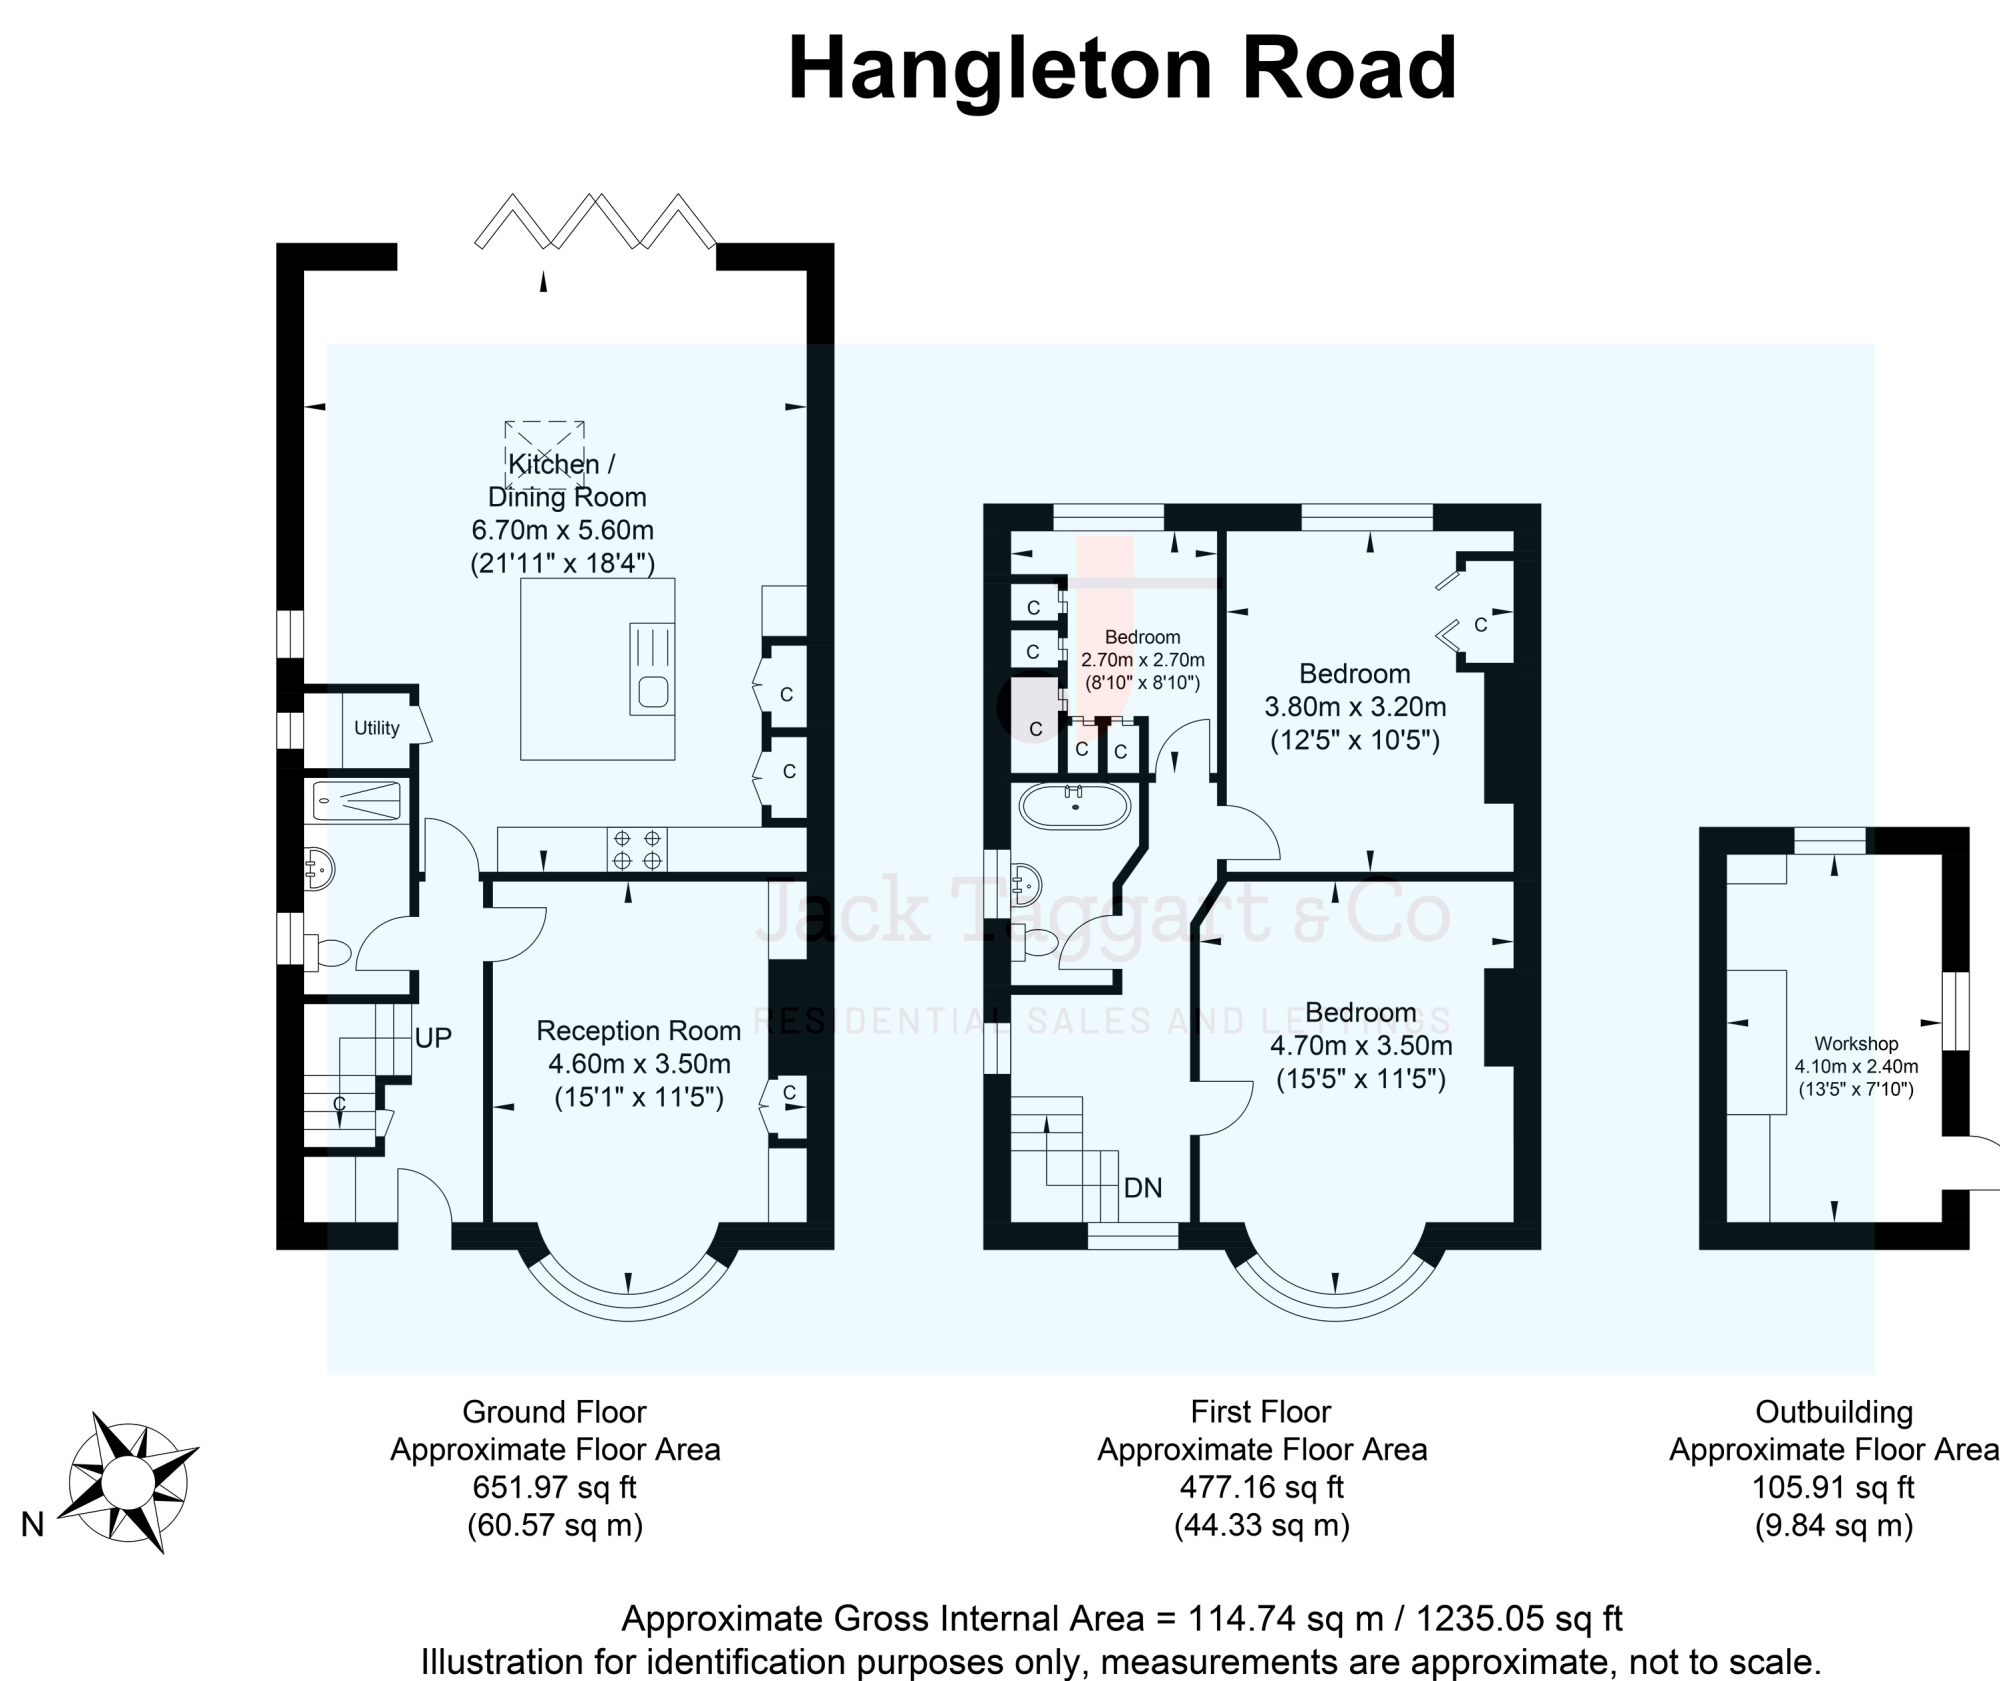 Hangleton Road
Kitchen /
Dining Room
6.70m x 5.60m
(21'11" x 18'4")
Utility
C
C
UP
C
Reception Room
4.60m x 3.50m
(15'1" x 11'5")
C
C
C
C
C
C
Bedroom
2.70m x 2.70m
(8'10" x 8'10")
Bedroom
3.80m x 3.20m
(12'5" x 10'5")
C
Jack Taggart & Co
RESIDENTIAL SALES AND LETTINGS
Bedroom
4.70m x 3.50m
(15'5" x 11'5")
DN
Workshop
4.10m x 2.40m
(13'5" x 7'10")
N
Ground Floor
Approximate Floor Area
651.97 sq ft
(60.57 sq m)
First Floor
Approximate Floor Area
477.16 sq ft
(44.33 sq m)
Outbuilding
Approximate Floor Area
105.91 sq ft
(9.84 sq m)
Approximate Gross Internal Area = 114.74 sq m / 1235.05 sq ft
Illustration for identification purposes only, measurements are approximate, not to scale.